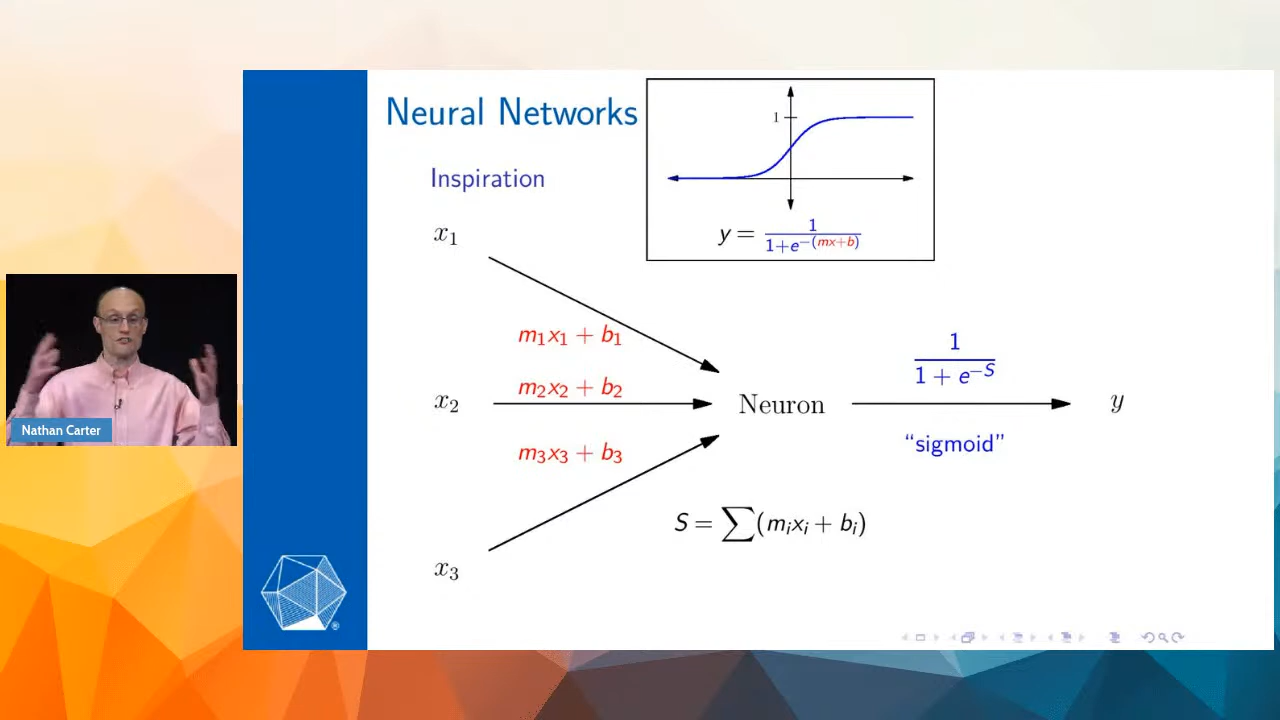 Neural Networks
Inspiration
1
y = 1/(1+e^−(mx+b))
x₁
m₁x₁ + b₁
m₂x₂ + b₂
x₂
Neuron
1/(1 + e^−S)
y
m₃x₃ + b₃
"sigmoid"
S = ∑(mᵢxᵢ + bᵢ)
x₃
Nathan Carter
®